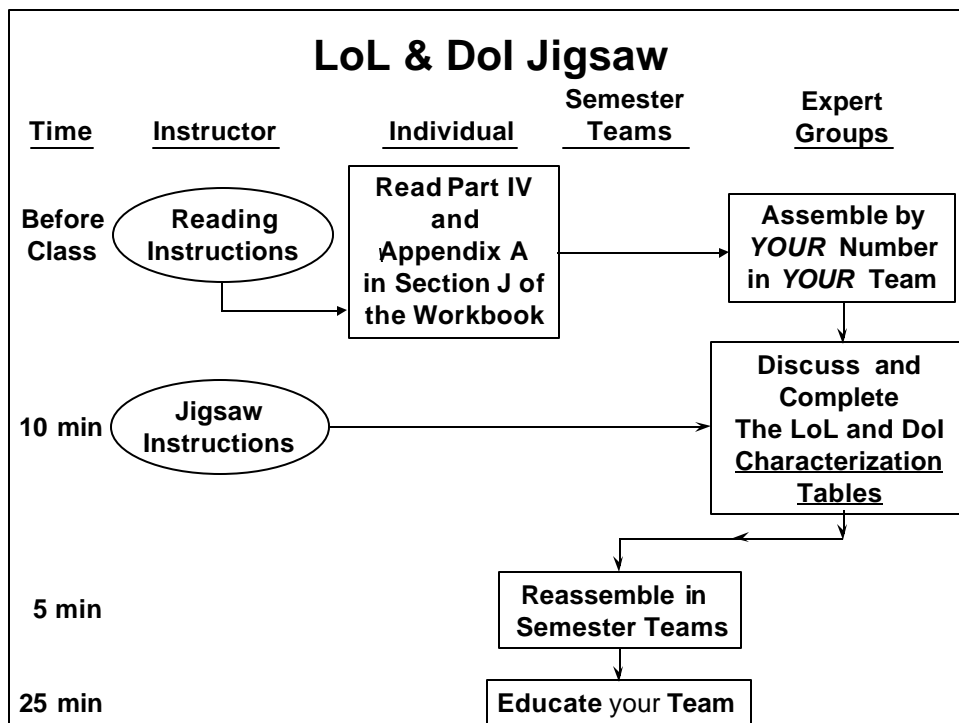 LoL & DoI Jigsaw
Time
Instructor
Individual
Semester
Teams
Expert
Groups
Before
Class
Reading
Instructions
Read Part IV
and
Appendix A
in Section J of
the Workbook
Assemble by
YOUR Number
in YOUR Team
10 min
Jigsaw
Instructions
Discuss and
Complete
The LoL and DoI
Characterization
Tables
5 min
Reassemble in
Semester Teams
25 min
Educate your Team